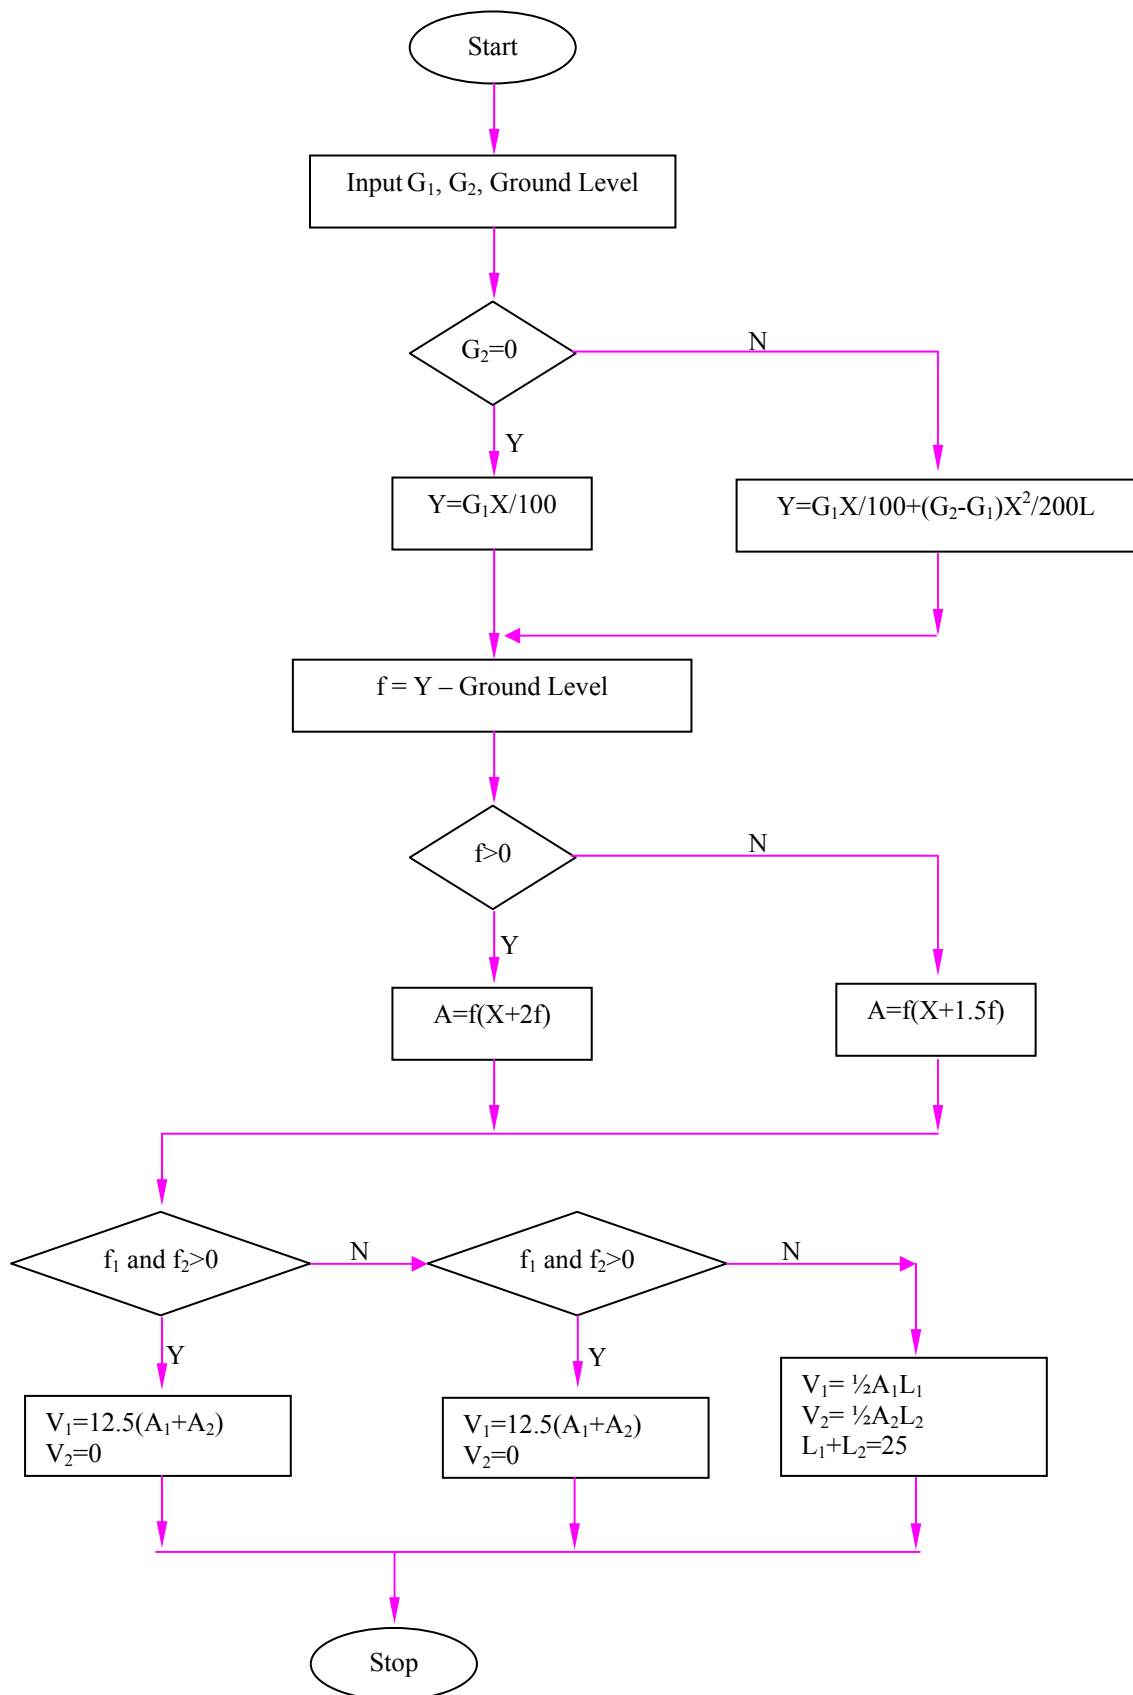 Start
Input G₁, G₂, Ground Level
G₂=0
N
Y
Y=G₁X/100
Y=G₁X/100+(G₂-G₁)X²/200L
f = Y – Ground Level
f>0
N
Y
A=f(X+2f)
A=f(X+1.5f)
f₁ and f₂>0
N
f₁ and f₂>0
N
Y
Y
V₁=12.5(A₁+A₂)
V₂=0
V₁=12.5(A₁+A₂)
V₂=0
V₁= ½A₁L₁
V₂= ½A₂L₂
L₁+L₂=25
Stop